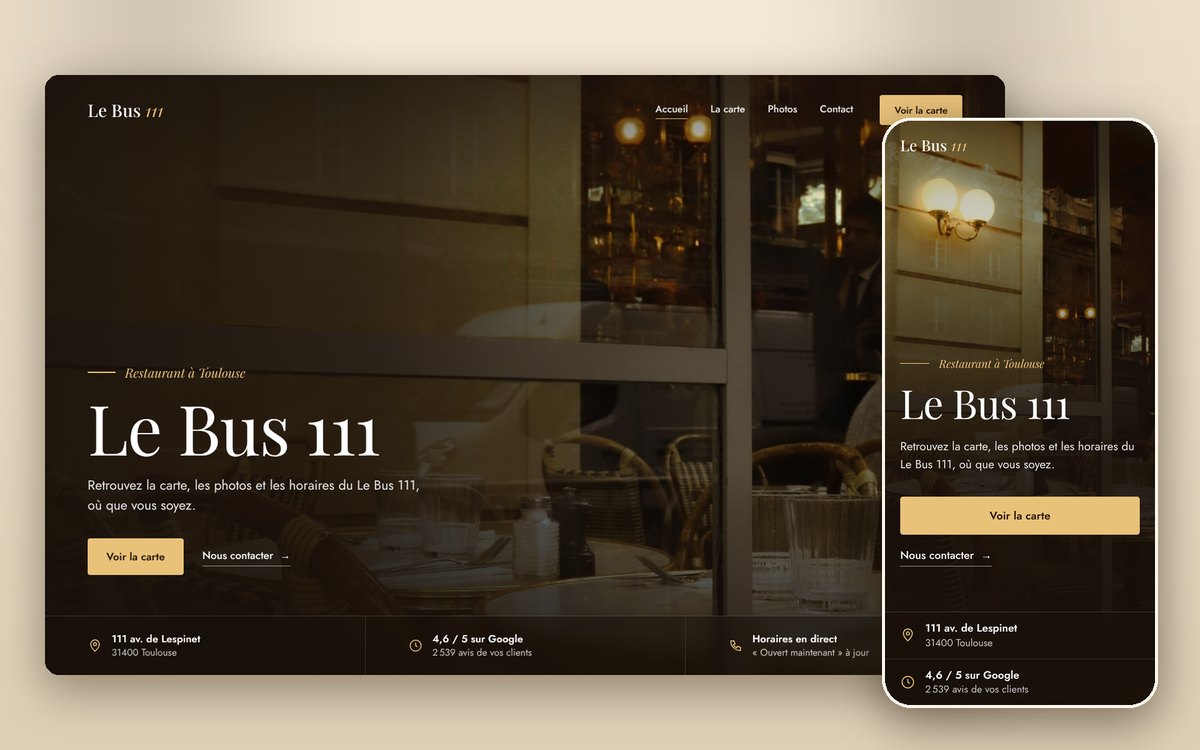 Le Bus 111
Accueil
La carte
Photos
Contact
Voir la carte
Restaurant à Toulouse
Le Bus 111
Retrouvez la carte, les photos et les horaires du Le Bus 111,
où que vous soyez.
Voir la carte
Nous contacter →
111 av. de Lespinet
31400 Toulouse
4,6 / 5 sur Google
2 539 avis de vos clients
Horaires en direct
« Ouvert maintenant » à jour
Le Bus 111
Restaurant à Toulouse
Le Bus 111
Retrouvez la carte, les photos et les horaires du
Le Bus 111, où que vous soyez.
Voir la carte
Nous contacter →
111 av. de Lespinet
31400 Toulouse
4,6 / 5 sur Google
2 539 avis de vos clients